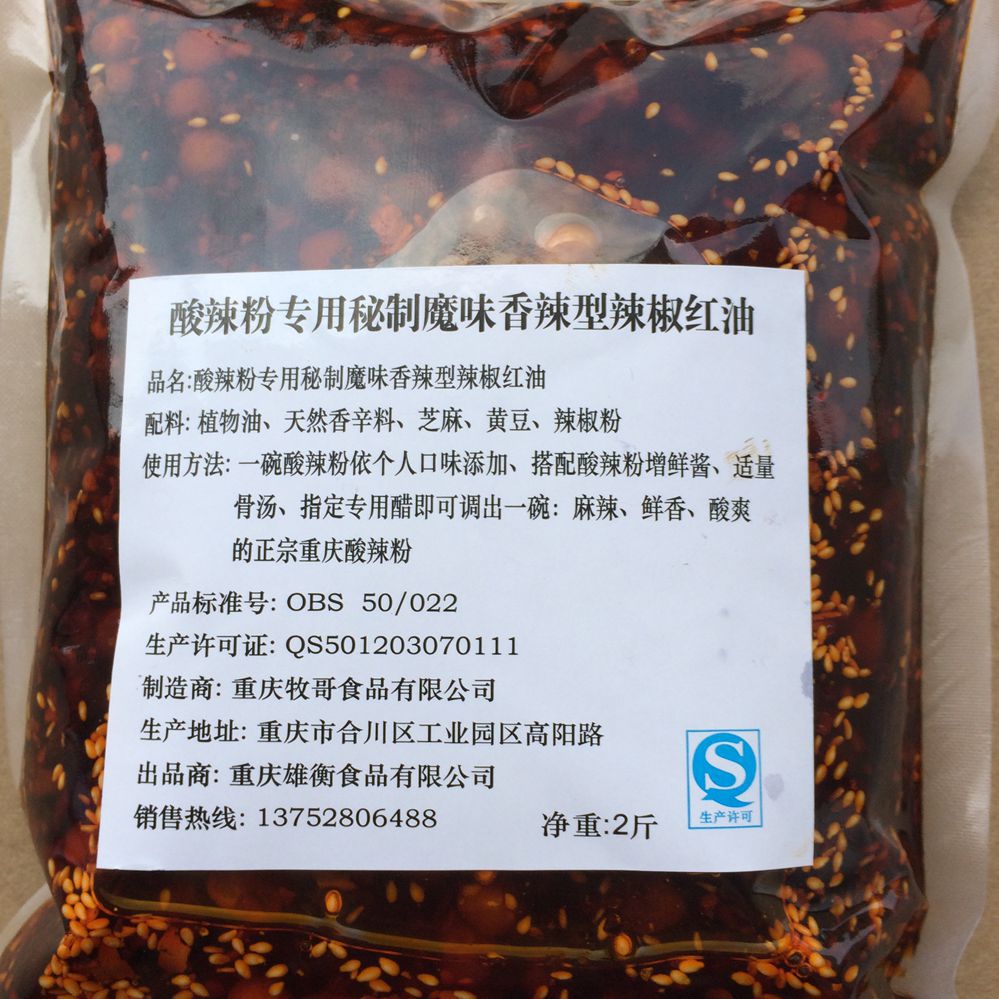 酸辣粉专用秘制魔味香辣型辣椒红油
品名:酸辣粉专用秘制魔味香辣型辣椒红油
配料: 植物油、天然香辛料、芝麻、黄豆、辣椒粉
使用方法: 一碗酸辣粉依个人口味添加、搭配酸辣粉增鲜酱、适量
骨汤、指定专用醋即可调出一碗: 麻辣、鲜香、酸爽
的正宗重庆酸辣粉
产品标准号: OBS 50/022
生产许可证: QS501203070111
制造商: 重庆牧哥食品有限公司
生产地址: 重庆市合川区工业园区高阳路
出品商: 重庆雄衡食品有限公司
销售热线: 13752806488
净重:2斤
S
生产许可